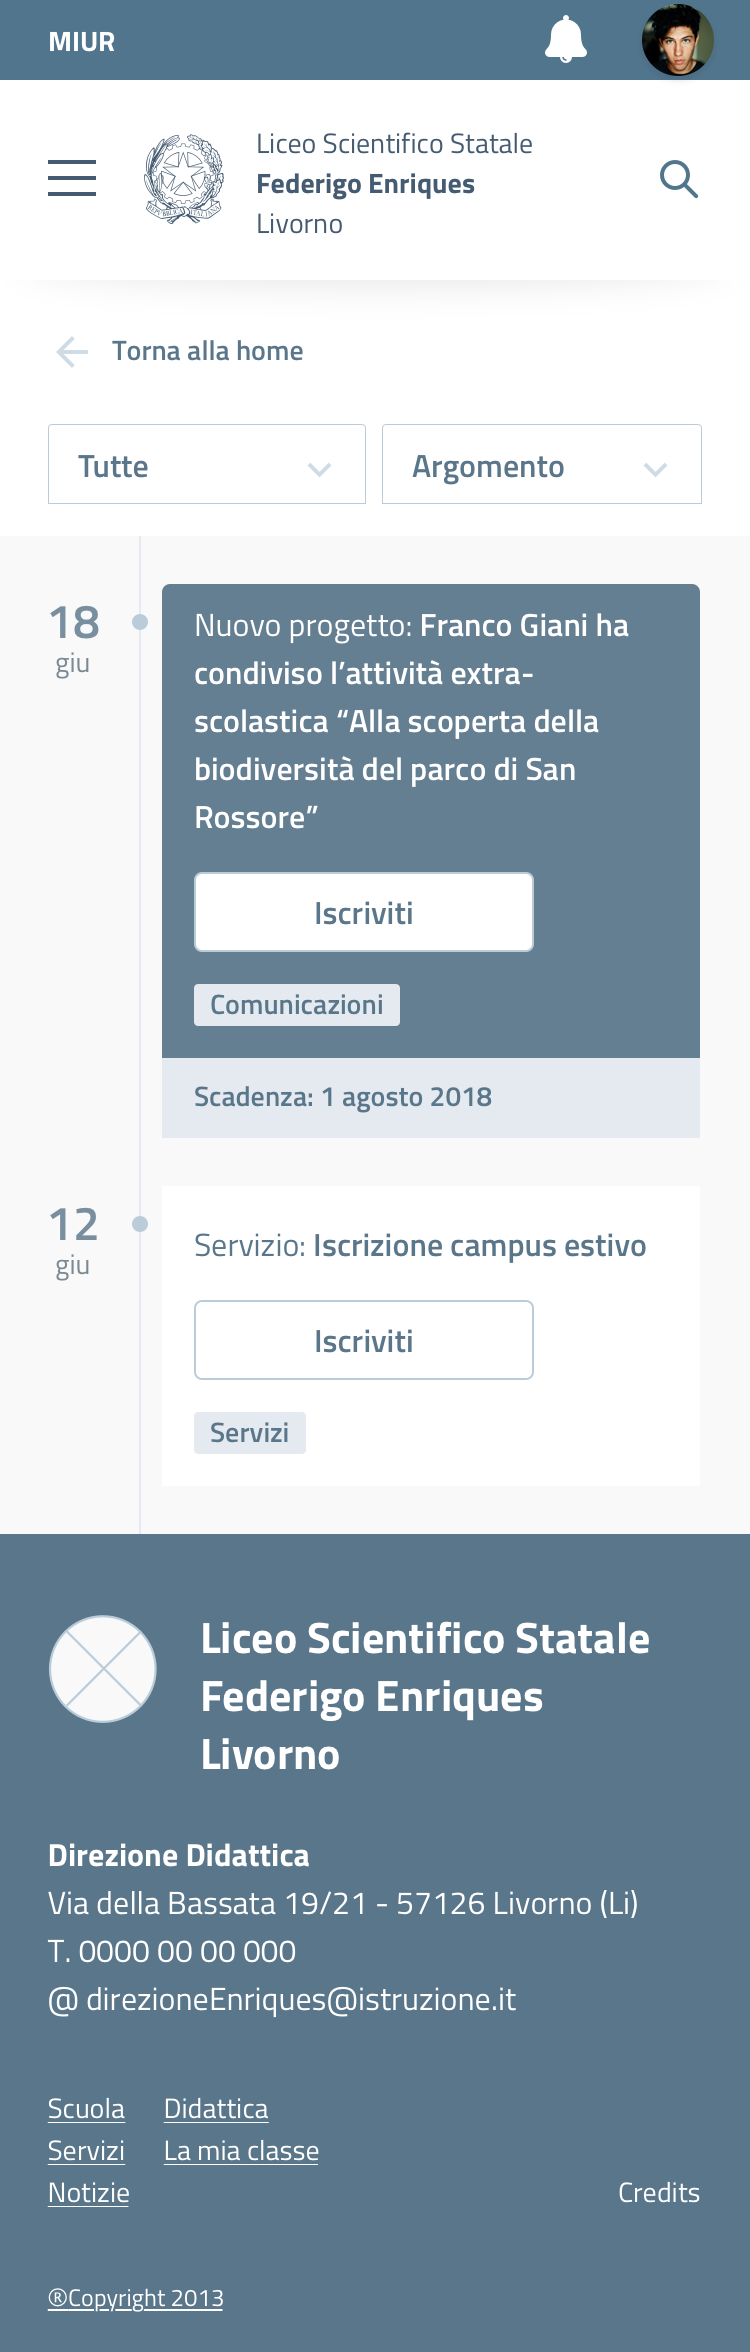 MIUR
Liceo Scientifico Statale
Federigo Enriques
Livorno
REPVBBLICA ITALIANA
Torna alla home
Tutte
Argomento
18
giu
Nuovo progetto: Franco Giani ha
condiviso l’attività extra-
scolastica “Alla scoperta della
biodiversità del parco di San
Rossore”
Iscriviti
Comunicazioni
Scadenza: 1 agosto 2018
12
giu
Servizio: Iscrizione campus estivo
Iscriviti
Servizi
Liceo Scientifico Statale
Federigo Enriques
Livorno
Direzione Didattica
Via della Bassata 19/21 - 57126 Livorno (Li)
T. 0000 00 00 000
@ direzioneEnriques@istruzione.it
Scuola Didattica
Servizi La mia classe
Notizie Credits
®Copyright 2013